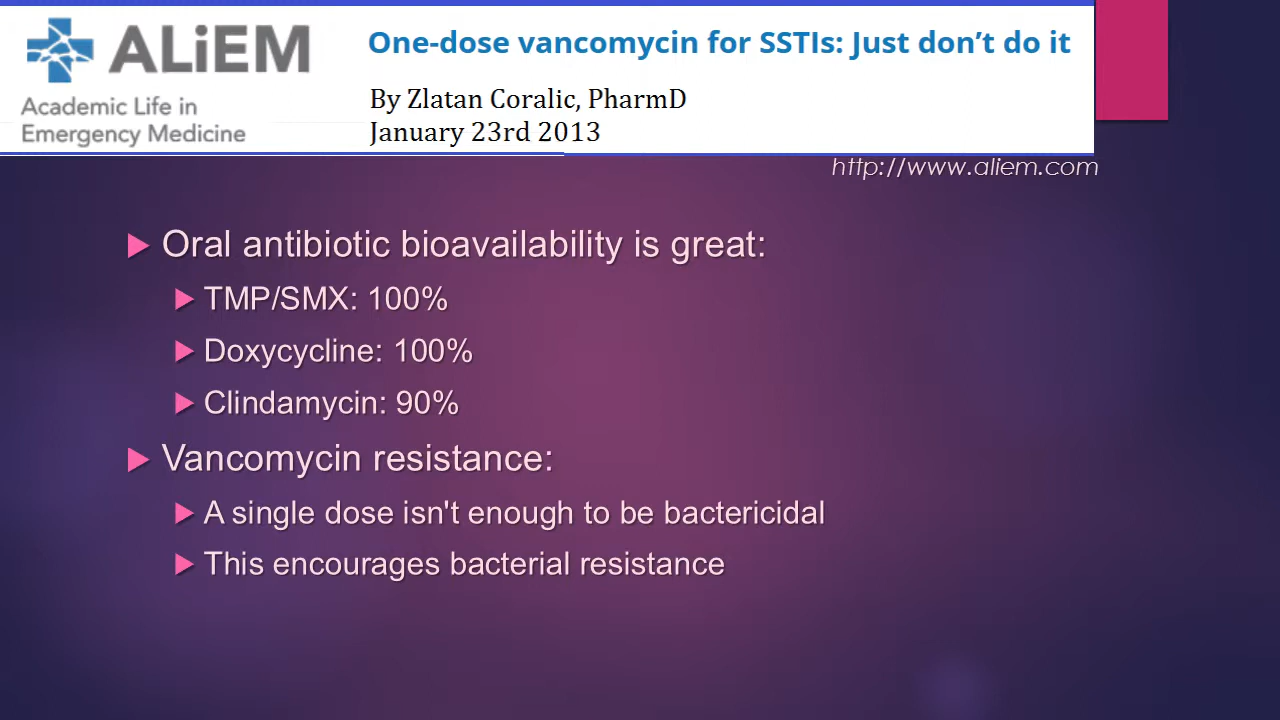 ALiEM
Academic Life in
Emergency Medicine
One-dose vancomycin for SSTIs: Just don’t do it
By Zlatan Coralic, PharmD
January 23rd 2013
http://www.aliem.com
Oral antibiotic bioavailability is great:
TMP/SMX: 100%
Doxycycline: 100%
Clindamycin: 90%
Vancomycin resistance:
A single dose isn't enough to be bactericidal
This encourages bacterial resistance